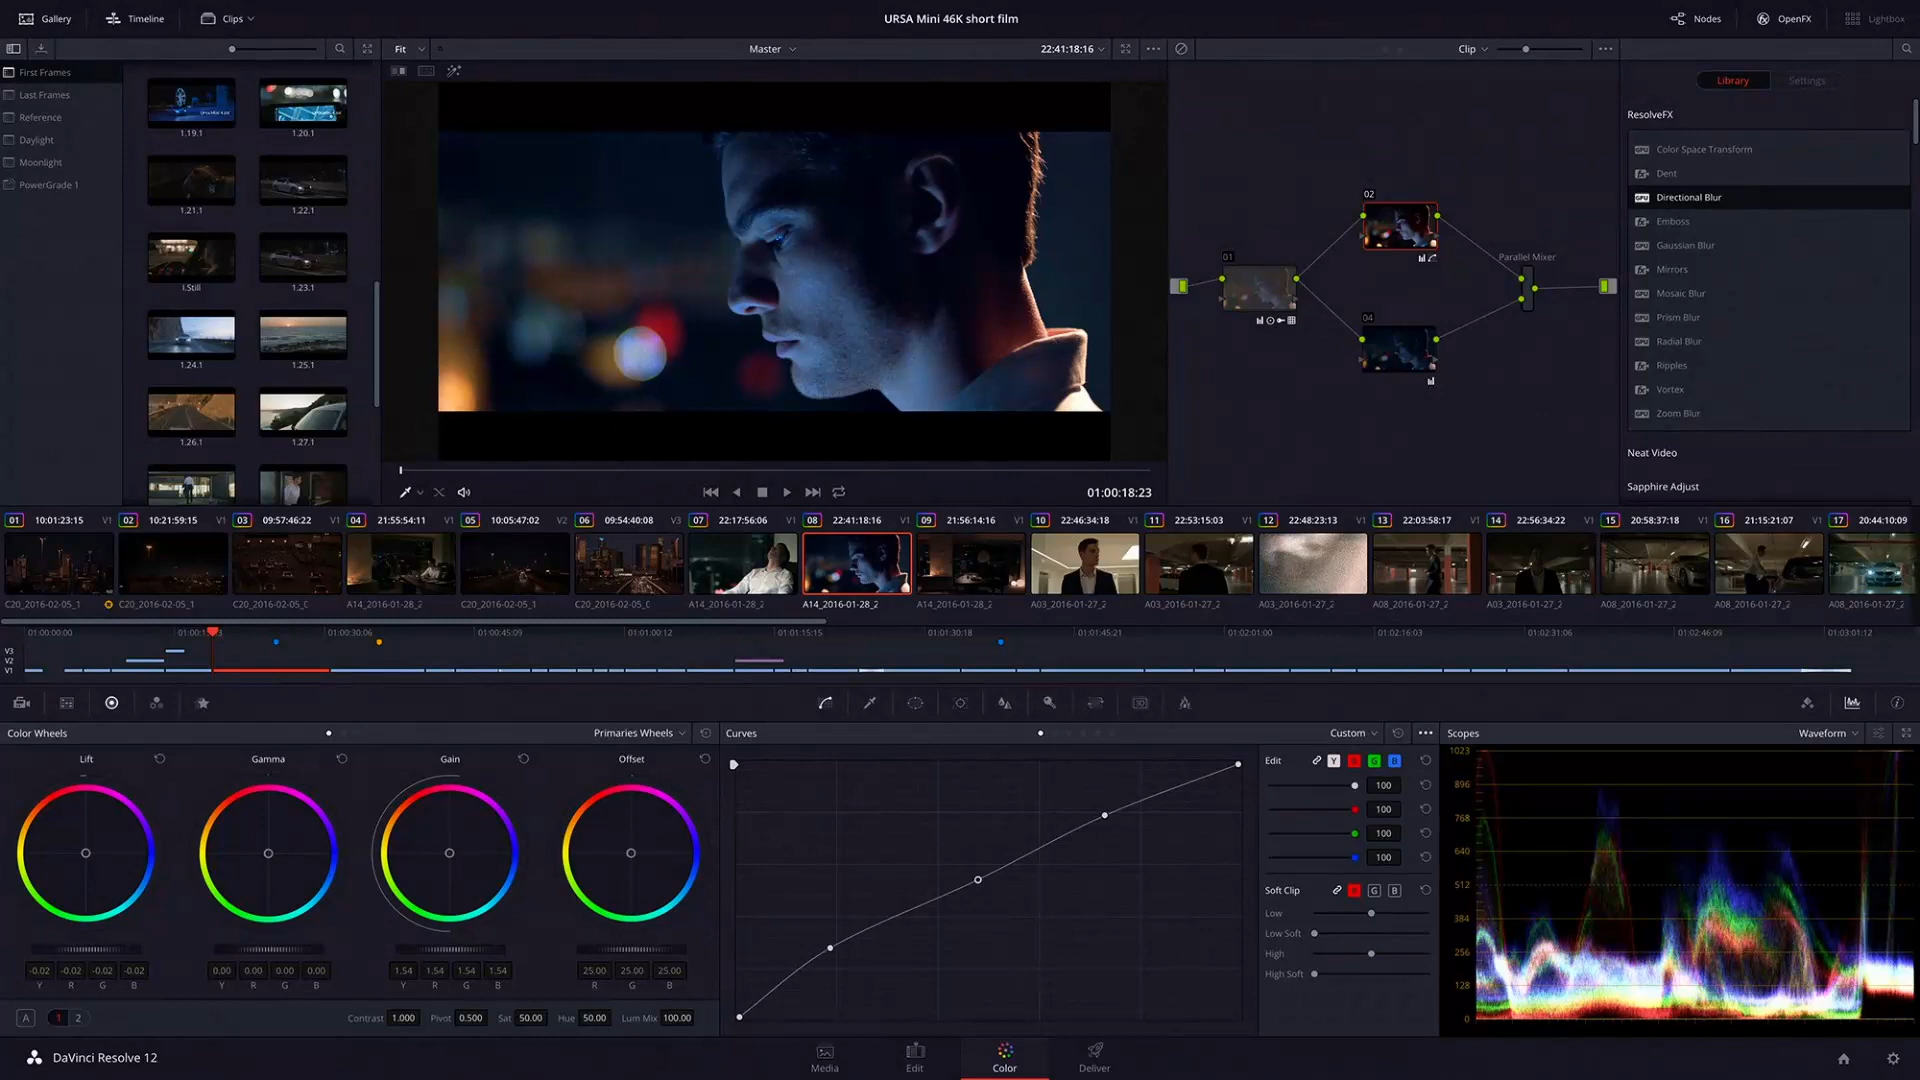 Gallery Timeline Clips URSA Mini 46K short film Nodes OpenFX Lightbox
Fit Master 22:41:18:16 Clip
First Frames
Last Frames
Reference
Daylight
Moonlight
PowerGrade 1
1.19.1 1.20.1
1.21.1 1.22.1
I.Still 1.23.1
1.24.1 1.25.1
1.26.1 1.27.1
01:00:18:23
01
02
04
Parallel Mixer
Library Settings
ResolveFX
Color Space Transform
Dent
Directional Blur
Emboss
Gaussian Blur
Mirrors
Mosaic Blur
Prism Blur
Radial Blur
Ripples
Vortex
Zoom Blur
Neat Video
Sapphire Adjust
01 10:01:23:15 V1 02 10:21:59:15 V1 03 09:57:46:22 V1 04 21:55:54:11 V1 05 10:05:47:02 V2 06 09:54:40:08 V3 07 22:17:56:06 V1 08 22:41:18:16 V1 09 21:56:14:16 V1 10 22:46:34:18 V1 11 22:53:15:03 V1 12 22:48:23:13 V1 13 22:03:58:17 V1 14 22:56:34:22 V1 15 20:58:37:18 V1 16 21:15:21:07 V1 17 20:44:10:09
C20_2016-02-05_1 C20_2016-02-05_1 C20_2016-02-05_C A14_2016-01-28_2 C20_2016-02-05_1 C20_2016-02-05_C A14_2016-01-28_2 A14_2016-01-28_2 A14_2016-01-28_2 A03_2016-01-27_2 A03_2016-01-27_2 A03_2016-01-27_2 A08_2016-01-27_2 A03_2016-01-27_2 A08_2016-01-27_2 A08_2016-01-27_2 A08_2016-01-27_2
01:00:00:00 01:00:30:06 01:00:45:09 01:01:00:12 01:01:15:15 01:01:30:18 01:01:45:21 01:02:01:00 01:02:16:03 01:02:31:06 01:02:46:09 01:03:01:12
V3
V2
V1
Color Wheels Primaries Wheels Curves Custom Scopes Waveform
Lift Gamma Gain Offset
-0.02 -0.02 -0.02 -0.02 0.00 0.00 0.00 0.00 1.54 1.54 1.54 1.54 25.00 25.00 25.00
Y R G B Y R G B Y R G B R G B
A 1 2 Contrast 1.000 Pivot 0.500 Sat 50.00 Hue 50.00 Lum Mix 100.00
Edit Y R G B
100
100
100
100
Soft Clip R G B
Low
Low Soft
High
High Soft
1023
896
768
640
512
384
256
128
0
DaVinci Resolve 12
Media Edit Color Deliver